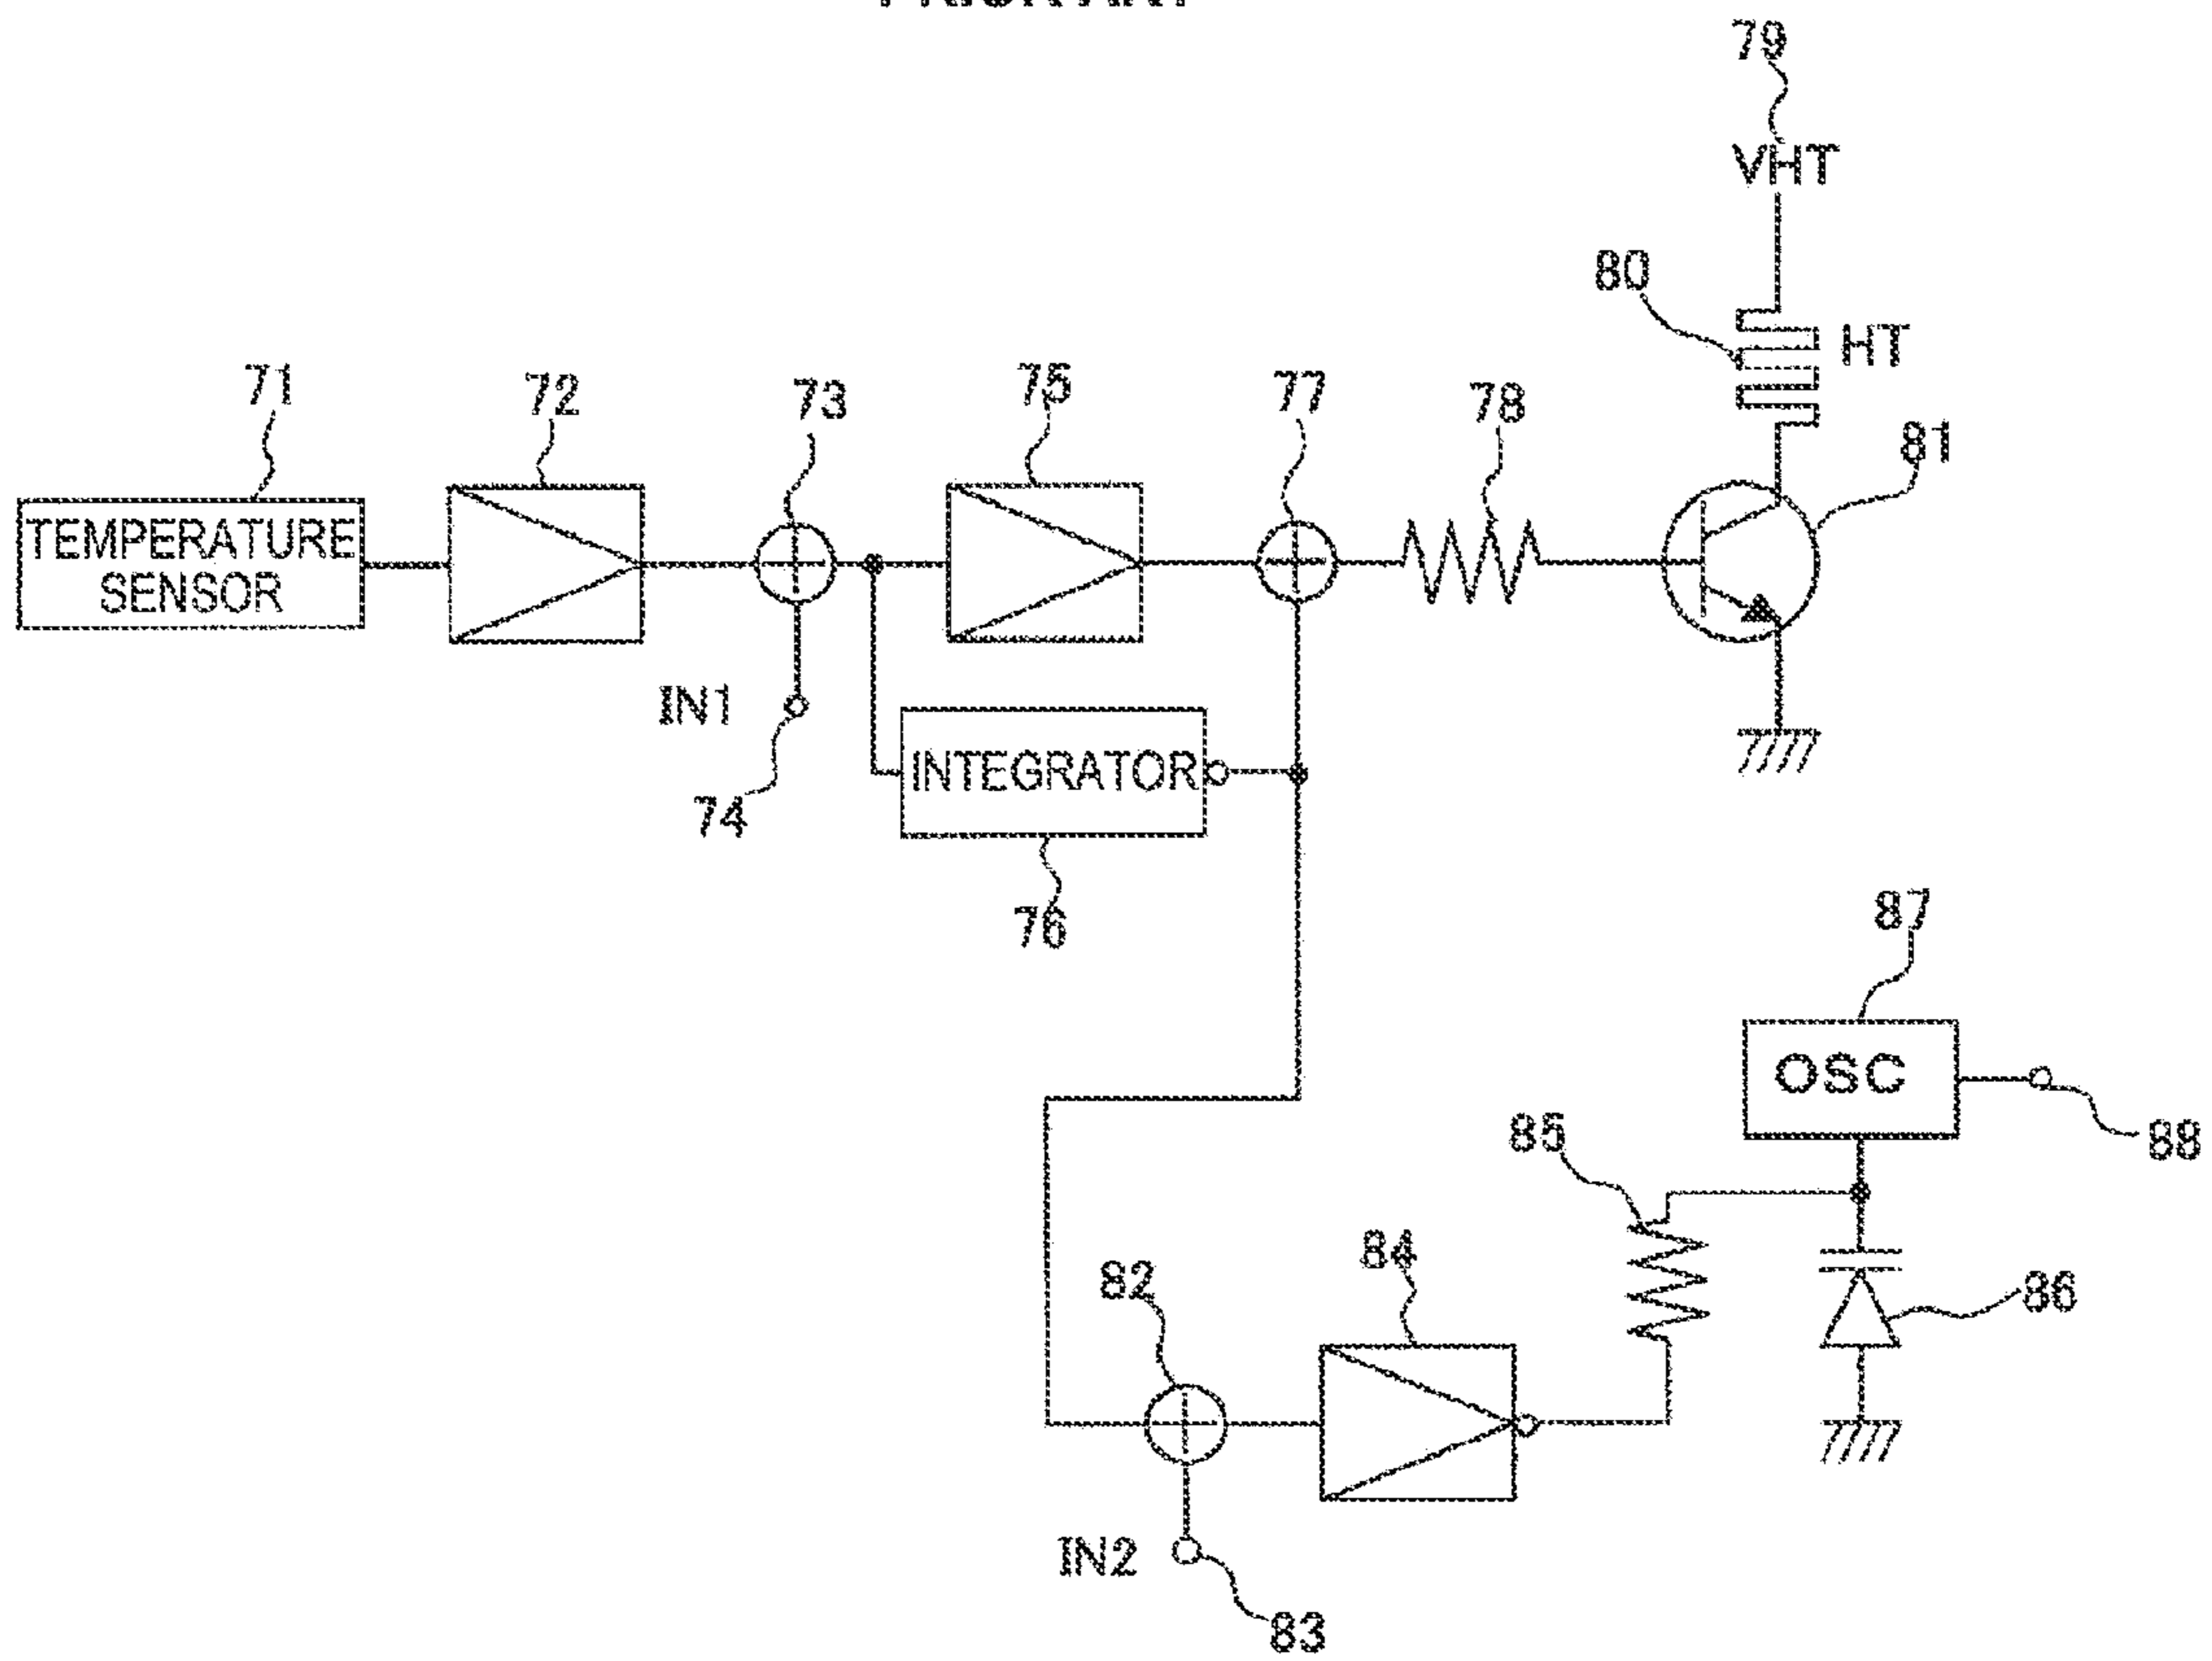 79
VHT
80
HT
71
72
73
75
77
78
81
TEMPERATURE
SENSOR
IN1
74
INTEGRATOR
76
87
OSC
88
85
84
82
86
IN2
83